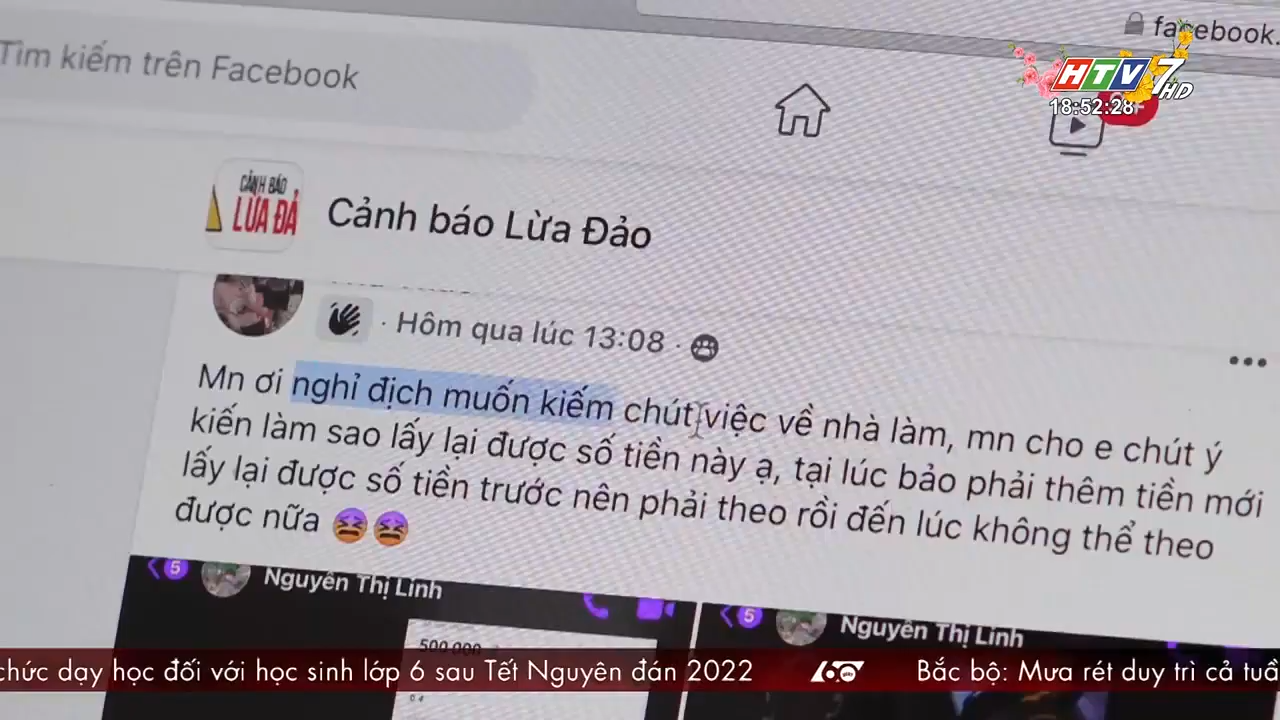 facebook.
Tìm kiếm trên Facebook
HTV7
HD
18:52:28
CẢNH BÁO
LỪA ĐẢ
Cảnh báo Lừa Đảo
· Hôm qua lúc 13:08 ·
Mn ơi nghỉ dịch muốn kiếm chút việc về nhà làm, mn cho e chút ý
kiến làm sao lấy lại được số tiền này ạ, tại lúc bảo phải thêm tiền mới
lấy lại được số tiền trước nên phải theo rồi đến lúc không thể theo
được nữa 😆😆
5
Nguyễn Thị Linh
5
Nguyễn Thị Linh
500.000
chức dạy học đối với học sinh lớp 6 sau Tết Nguyên đán 2022
60
Bắc bộ: Mưa rét duy trì cả tuầ